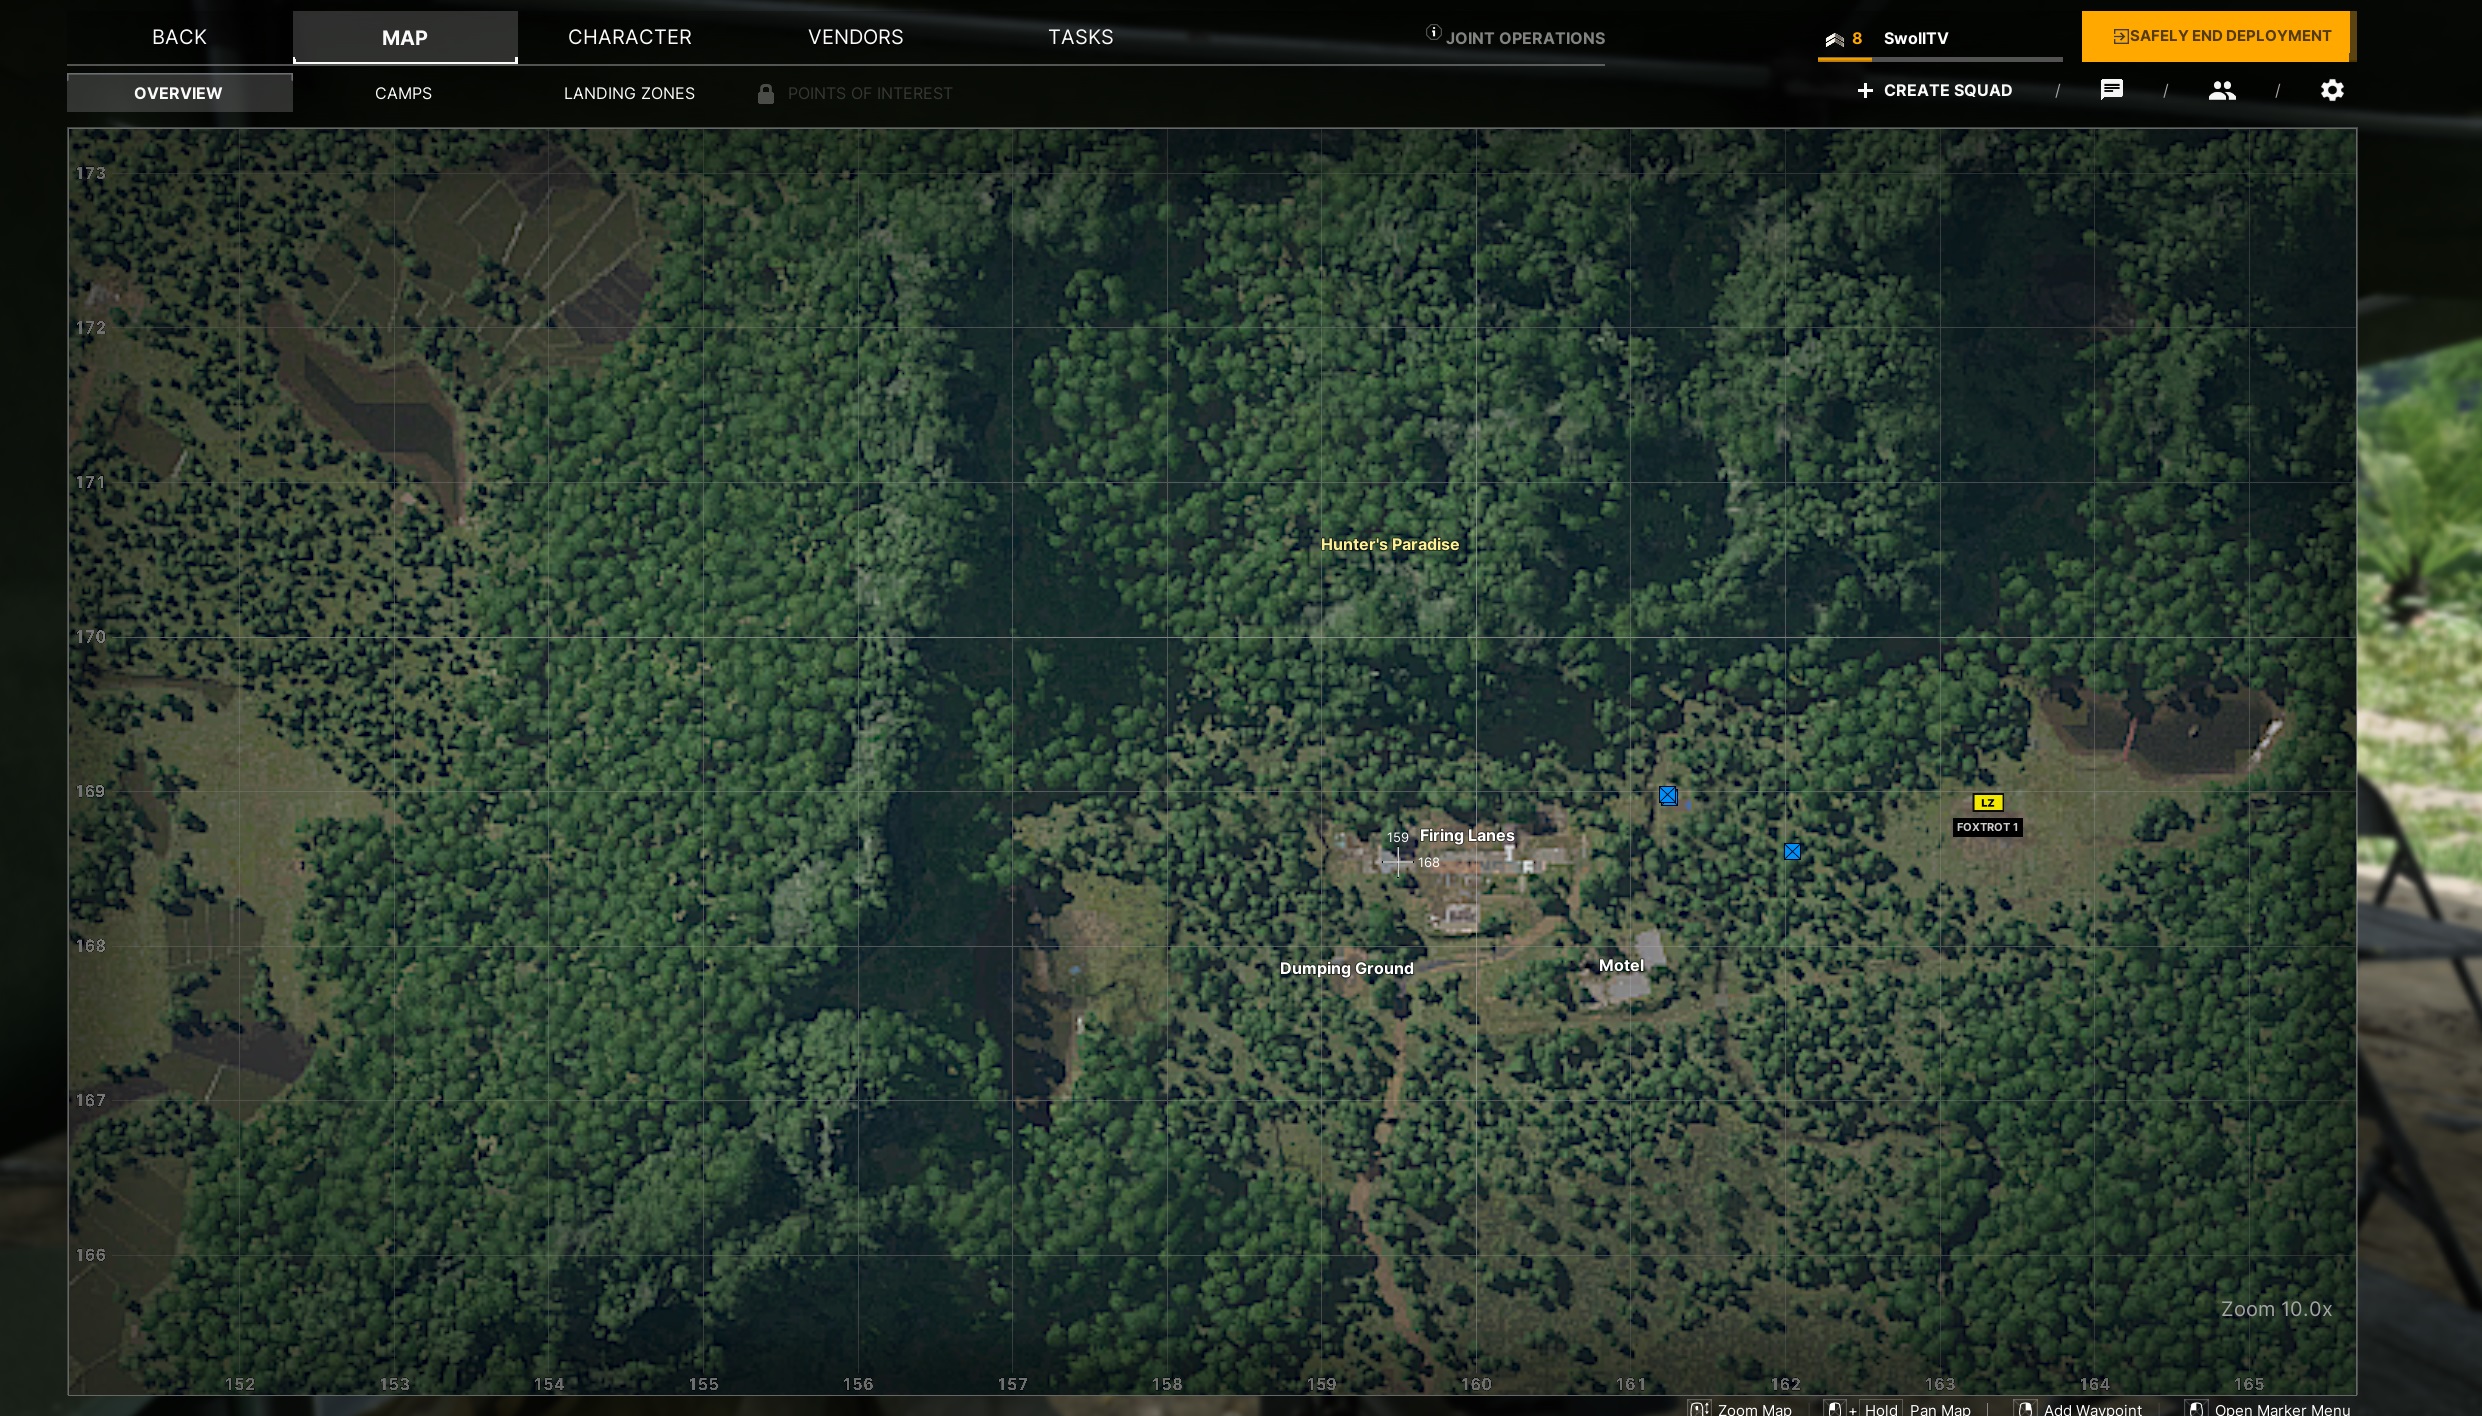 BACK
MAP
CHARACTER
VENDORS
TASKS
JOINT OPERATIONS
8
SwollTV
SAFELY END DEPLOYMENT
OVERVIEW
CAMPS
LANDING ZONES
POINTS OF INTEREST
+ CREATE SQUAD / / /
173
172
171
Hunter's Paradise
170
169
LZ
FOXTROT 1
159 Firing Lanes
168
168
Dumping Ground
Motel
167
166
Zoom 10.0x
152 153 154 155 156 157 158 159 160 161 162 163 164 165
Zoom Map
+ Hold Pan Map
Add Waypoint
Open Marker Menu